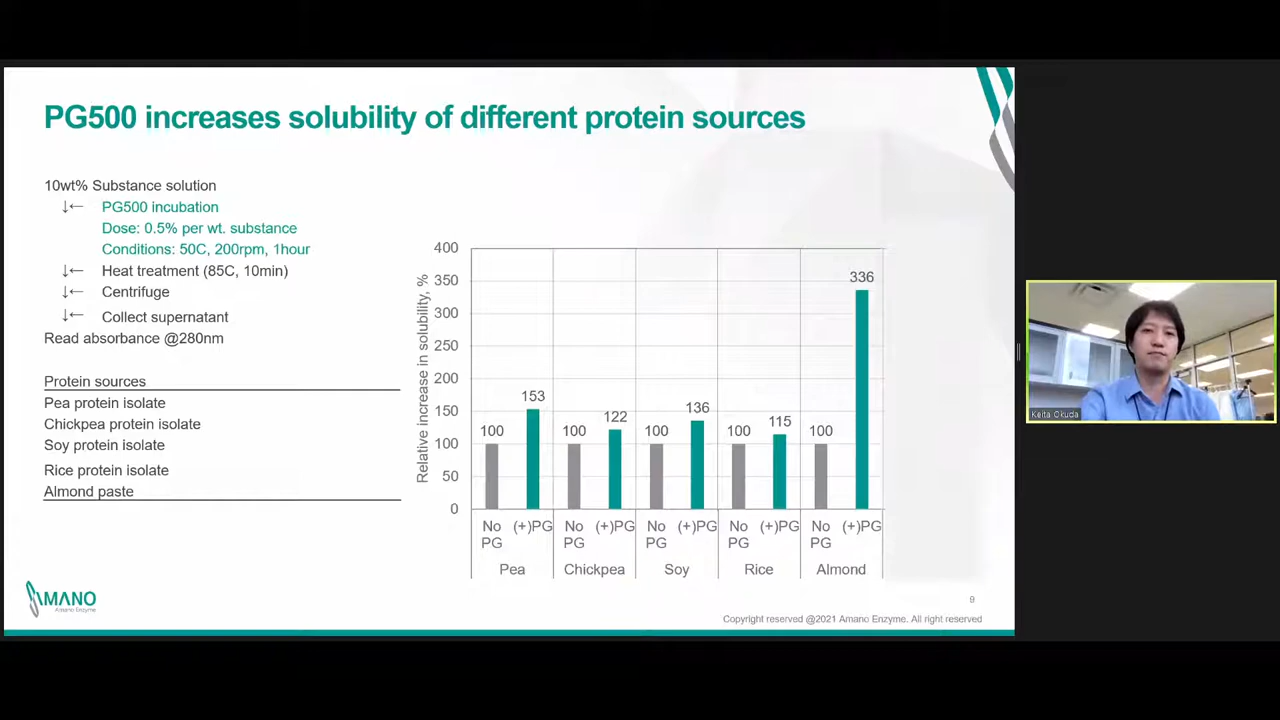 PG500 increases solubility of different protein sources
10wt% Substance solution
↓← PG500 incubation
Dose: 0.5% per wt. substance
Conditions: 50C, 200rpm, 1hour
↓← Heat treatment (85C, 10min)
↓← Centrifuge
↓← Collect supernatant
Read absorbance @280nm
Protein sources
Pea protein isolate
Chickpea protein isolate
Soy protein isolate
Rice protein isolate
Almond paste
Relative increase in solubility, %
400
350
300
250
200
150
100
50
0
100 153 100 122 100 136 100 115 100 336
No PG (+)PG No PG (+)PG No PG (+)PG No PG (+)PG No PG (+)PG
Pea Chickpea Soy Rice Almond
AMANO
Amano Enzyme
9
Copyright reserved @2021 Amano Enzyme. All right reserved
Keita Okuda